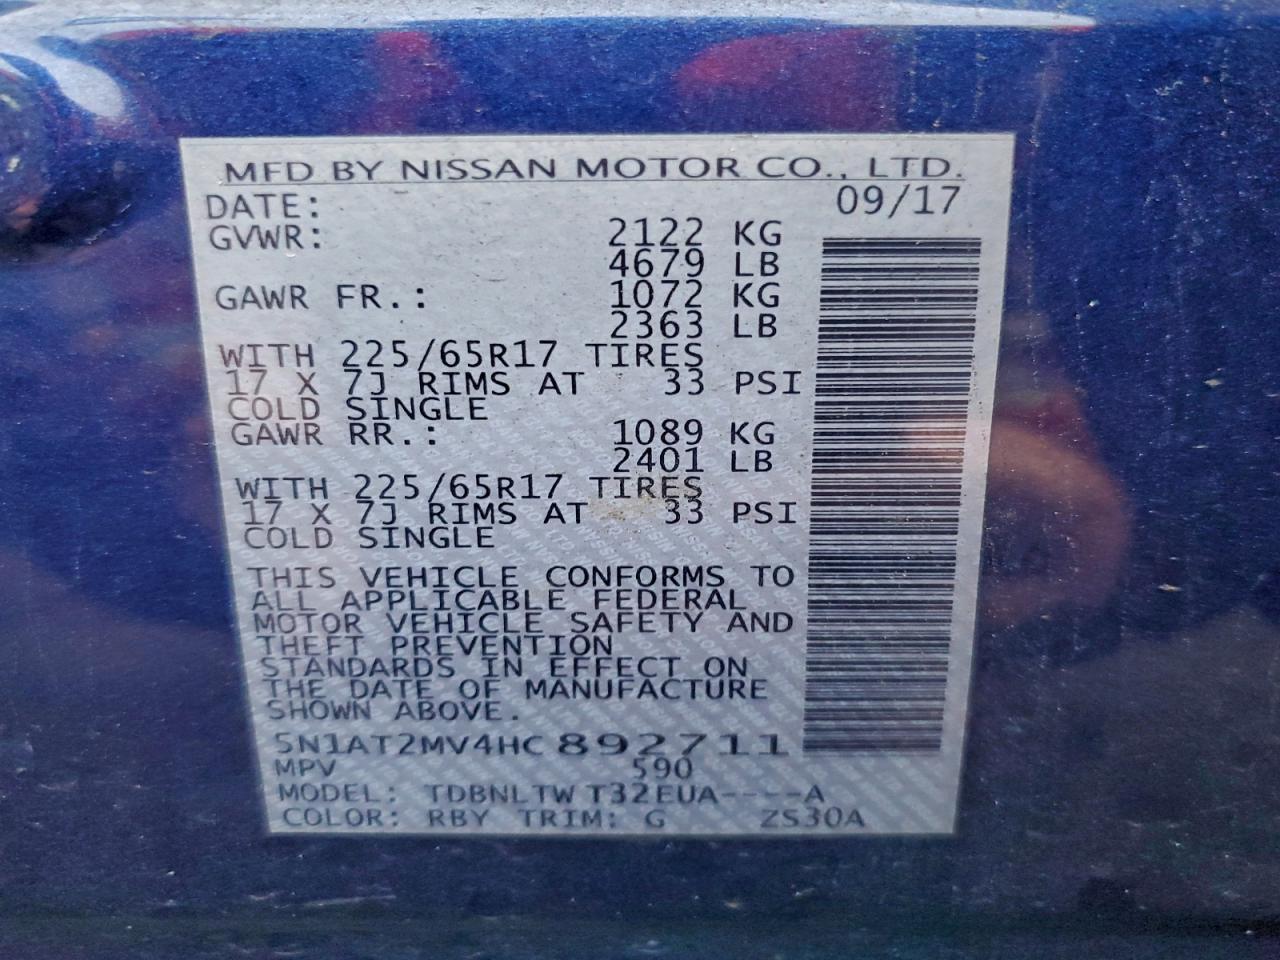 MFD BY NISSAN MOTOR CO., LTD.
DATE: 09/17
GVWR: 2122 KG
4679 LB
GAWR FR.: 1072 KG
2363 LB
WITH 225/65R17 TIRES
17 X 7J RIMS AT 33 PSI
COLD SINGLE
GAWR RR.: 1089 KG
2401 LB
WITH 225/65R17 TIRES
17 X 7J RIMS AT 33 PSI
COLD SINGLE
THIS VEHICLE CONFORMS TO
ALL APPLICABLE FEDERAL
MOTOR VEHICLE SAFETY AND
THEFT PREVENTION
STANDARDS IN EFFECT ON
THE DATE OF MANUFACTURE
SHOWN ABOVE.
5N1AT2MV4HC892711
MPV 590
MODEL: TDBNLTW T32EUA----A
COLOR: RBY TRIM: G ZS30A